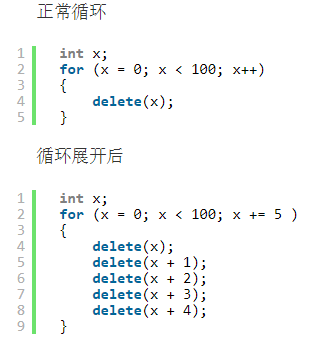 正常循环
1 int x;
2 for (x = 0; x < 100; x++)
3 {
4 delete(x);
5 }
循环展开后
1 int x;
2 for (x = 0; x < 100; x += 5 )
3 {
4 delete(x);
5 delete(x + 1);
6 delete(x + 2);
7 delete(x + 3);
8 delete(x + 4);
9 }